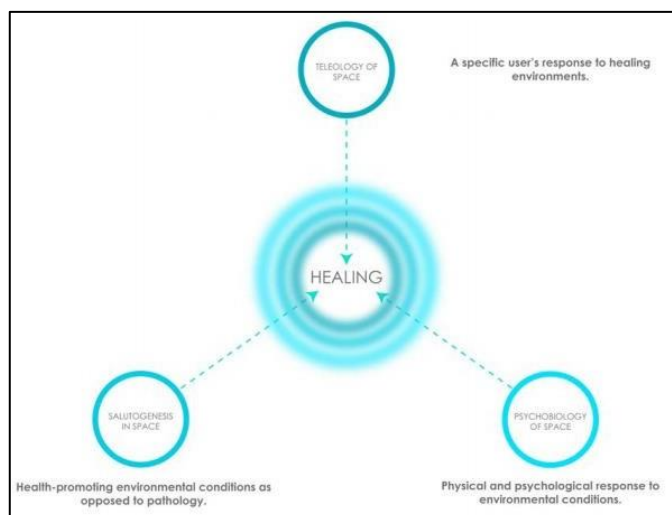 TELEOLOGY OF
SPACE
A specific user's response to healing
environments.
HEALING
SALUTOGENESIS
IN SPACE
PSYCHOBIOLOGY
OF SPACE
Health-promoting environmental conditions as
opposed to pathology.
Physical and psychological response to
environmental conditions.